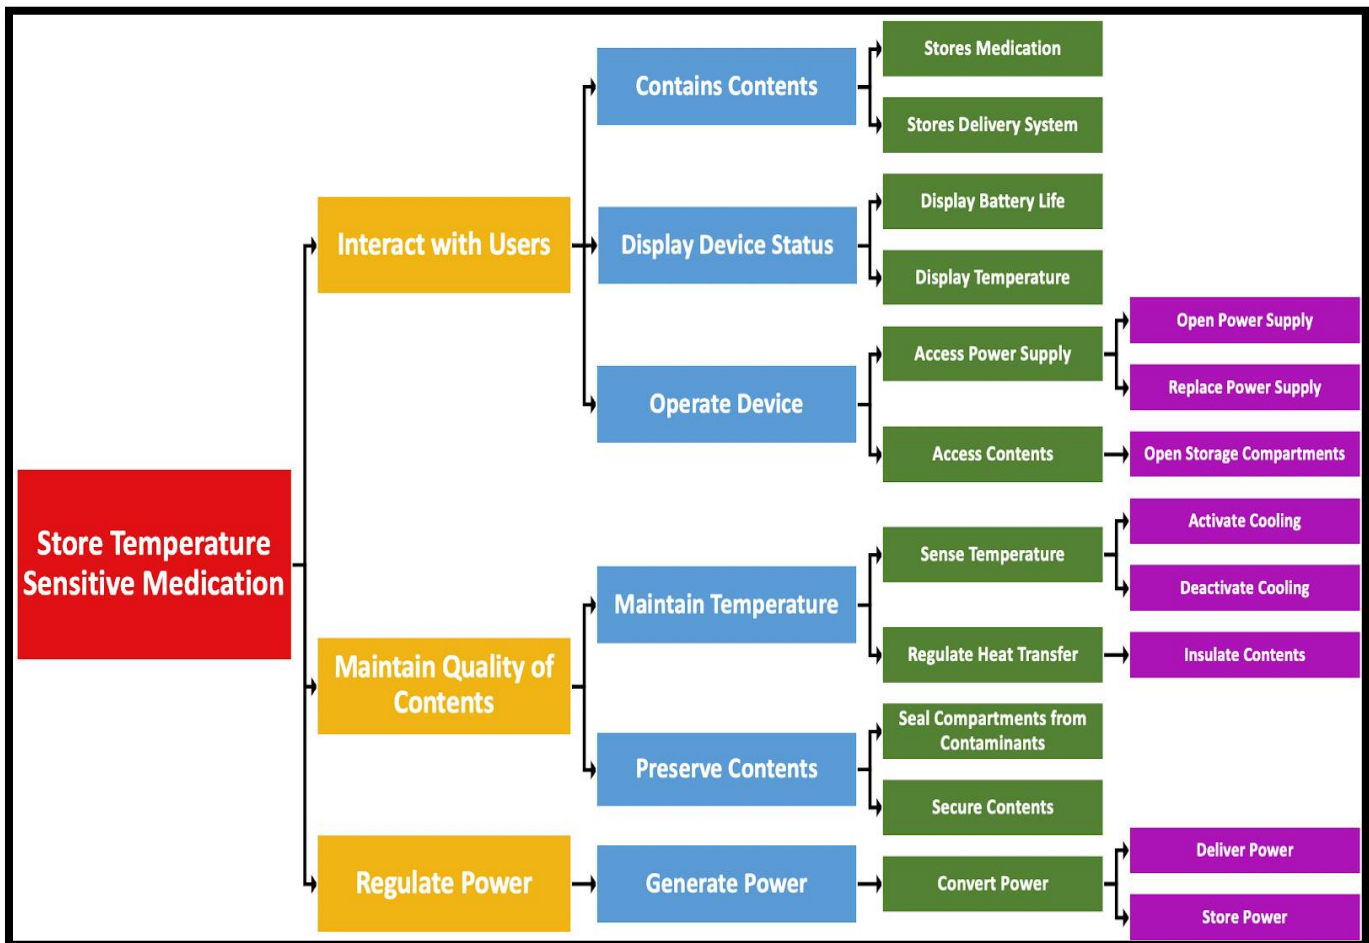 Stores Medication
Contains Contents
Stores Delivery System
Display Battery Life
Interact with Users
Display Device Status
Display Temperature
Open Power Supply
Access Power Supply
Replace Power Supply
Operate Device
Access Contents
Open Storage Compartments
Store Temperature
Sensitive Medication
Activate Cooling
Sense Temperature
Deactivate Cooling
Maintain Temperature
Regulate Heat Transfer
Insulate Contents
Maintain Quality of
Contents
Seal Compartments from
Contaminants
Preserve Contents
Secure Contents
Deliver Power
Regulate Power
Generate Power
Convert Power
Store Power